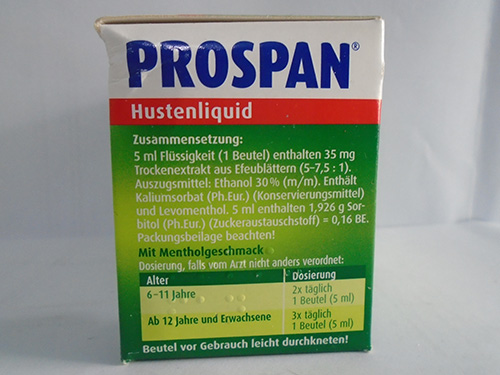 PROSPAN®
Hustenliquid
Zusammensetzung:
5 ml Flüssigkeit (1 Beutel) enthalten 35 mg
Trockenextrakt aus Efeublättern (5–7,5 : 1).
Auszugsmittel: Ethanol 30% (m/m). Enthält
Kaliumsorbat (Ph.Eur.) (Konservierungsmittel)
und Levomenthol. 5 ml enthalten 1,926 g Sor-
bitol (Ph.Eur.) (Zuckeraustauschstoff) = 0,16 BE.
Packungsbeilage beachten!
Mit Mentholgeschmack
Dosierung, falls vom Arzt nicht anders verordnet:
Alter Dosierung
6–11 Jahre 2x täglich
1 Beutel (5 ml)
Ab 12 Jahre und Erwachsene 3x täglich
1 Beutel (5 ml)
Beutel vor Gebrauch leicht durchkneten!